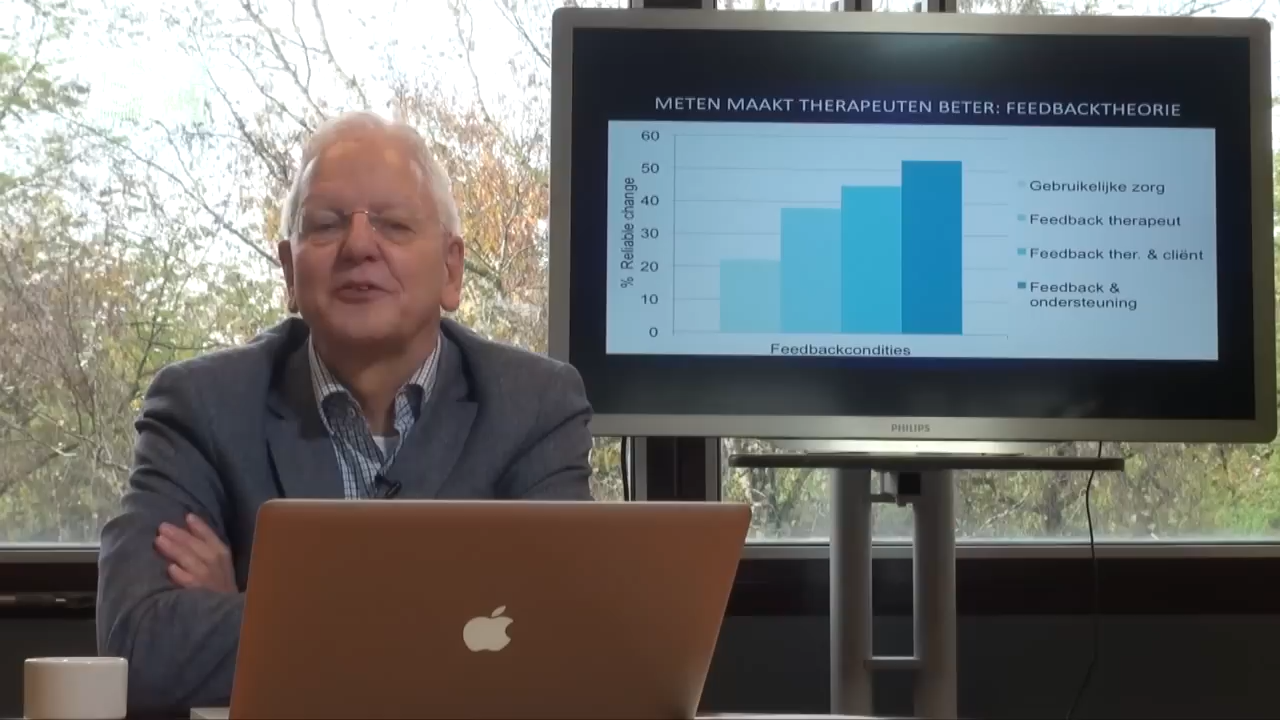 METEN MAAKT THERAPEUTEN BETER: FEEDBACKTHEORIE
60
50
40
30
20
10
0
% Reliable change
Feedbackcondities
Gebruikelijke zorg
Feedback therapeut
Feedback ther. & cliënt
Feedback &
ondersteuning
PHILIPS